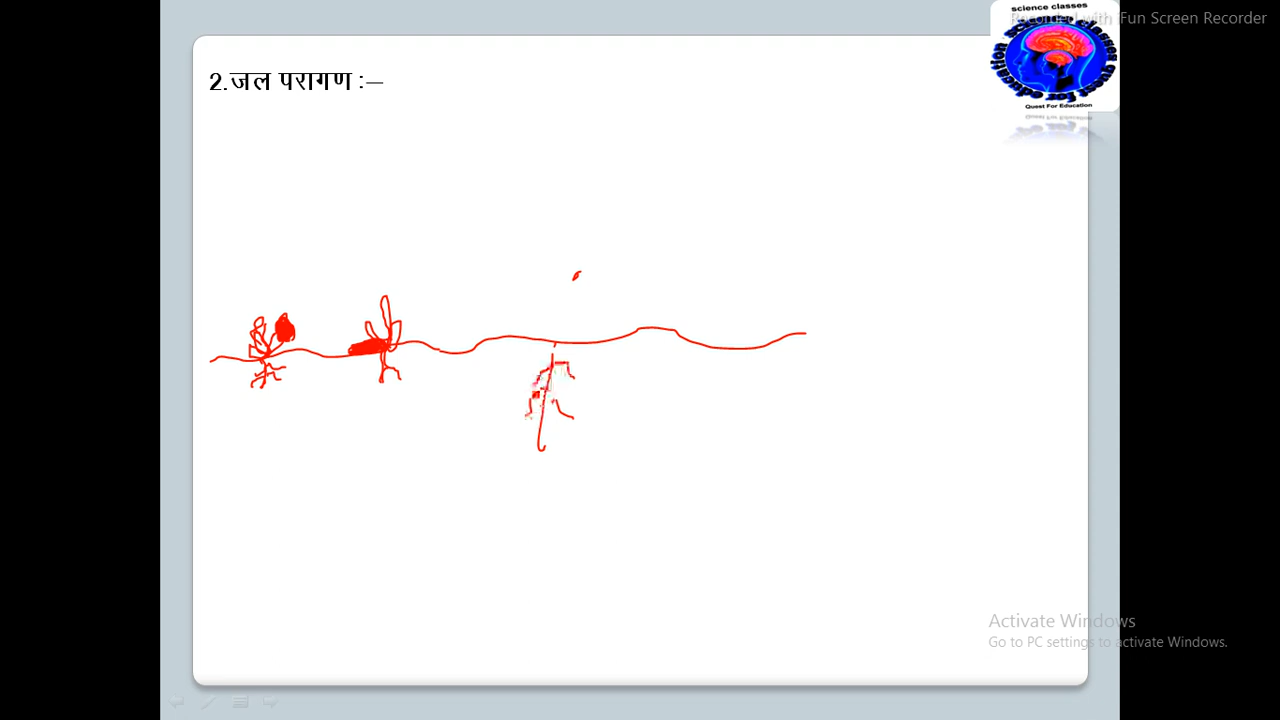 science classes
Recorded with iFun Screen Recorder
2.जल परागण :—
Quest For Education
Activate Windows
Go to PC settings to activate Windows.